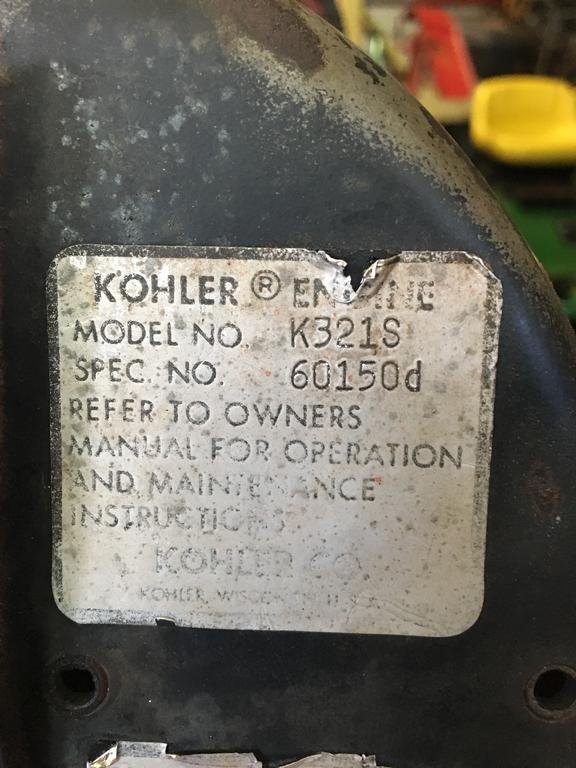 KOHLER ® ENGINE
MODEL NO. K321S
SPEC. NO. 60150d
REFER TO OWNERS
MANUAL FOR OPERATION
AND MAINTENANCE
INSTRUCTIONS
KOHLER CO.
KOHLER, WISCONSIN U.S.A.